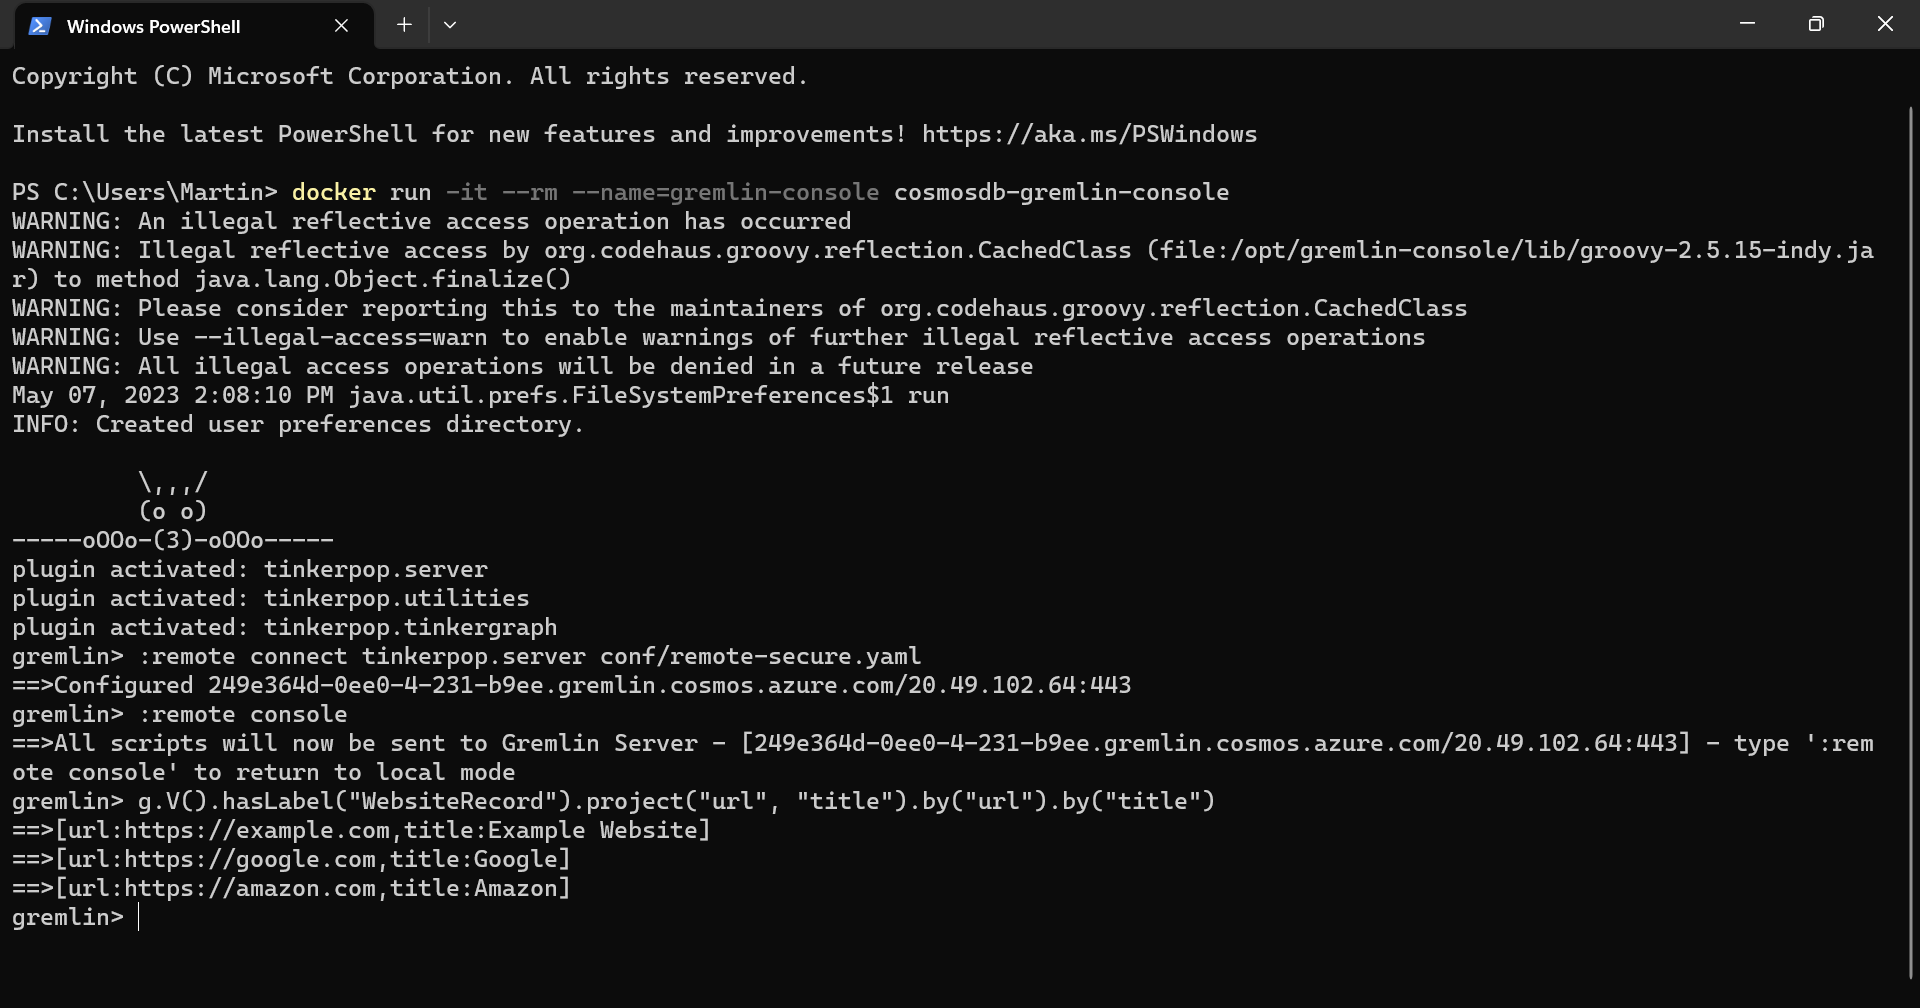 Windows PowerShell
Copyright (C) Microsoft Corporation. All rights reserved.
Install the latest PowerShell for new features and improvements! https://aka.ms/PSWindows
PS C:\Users\Martin> docker run -it --rm --name=gremlin-console cosmosdb-gremlin-console
WARNING: An illegal reflective access operation has occurred
WARNING: Illegal reflective access by org.codehaus.groovy.reflection.CachedClass (file:/opt/gremlin-console/lib/groovy-2.5.15-indy.ja
r) to method java.lang.Object.finalize()
WARNING: Please consider reporting this to the maintainers of org.codehaus.groovy.reflection.CachedClass
WARNING: Use --illegal-access=warn to enable warnings of further illegal reflective access operations
WARNING: All illegal access operations will be denied in a future release
May 07, 2023 2:08:10 PM java.util.prefs.FileSystemPreferences$1 run
INFO: Created user preferences directory.
         \,,,/
         (o o)
-----oOOo-(3)-oOOo-----
plugin activated: tinkerpop.server
plugin activated: tinkerpop.utilities
plugin activated: tinkerpop.tinkergraph
gremlin> :remote connect tinkerpop.server conf/remote-secure.yaml
==>Configured 249e364d-0ee0-4-231-b9ee.gremlin.cosmos.azure.com/20.49.102.64:443
gremlin> :remote console
==>All scripts will now be sent to Gremlin Server - [249e364d-0ee0-4-231-b9ee.gremlin.cosmos.azure.com/20.49.102.64:443] - type ':rem
ote console' to return to local mode
gremlin> g.V().hasLabel("WebsiteRecord").project("url", "title").by("url").by("title")
==>[url:https://example.com,title:Example Website]
==>[url:https://google.com,title:Google]
==>[url:https://amazon.com,title:Amazon]
gremlin>